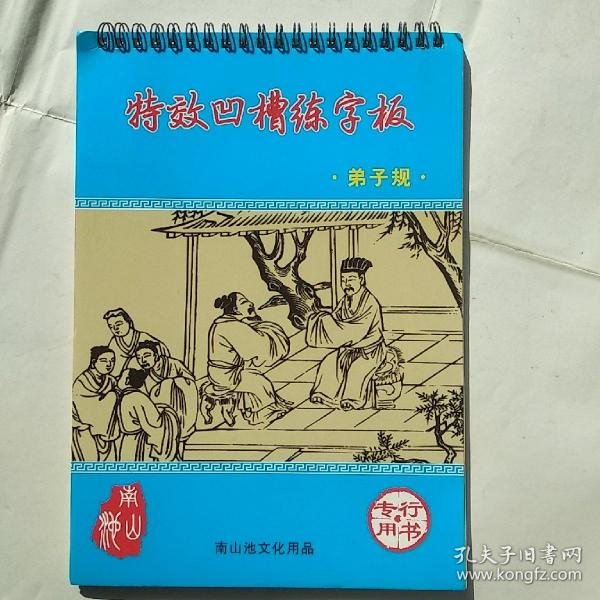 特效凹槽练字板
·弟子规·
南山池
专行
用书
南山池文化用品
孔夫子旧书网
www.kongfz.com